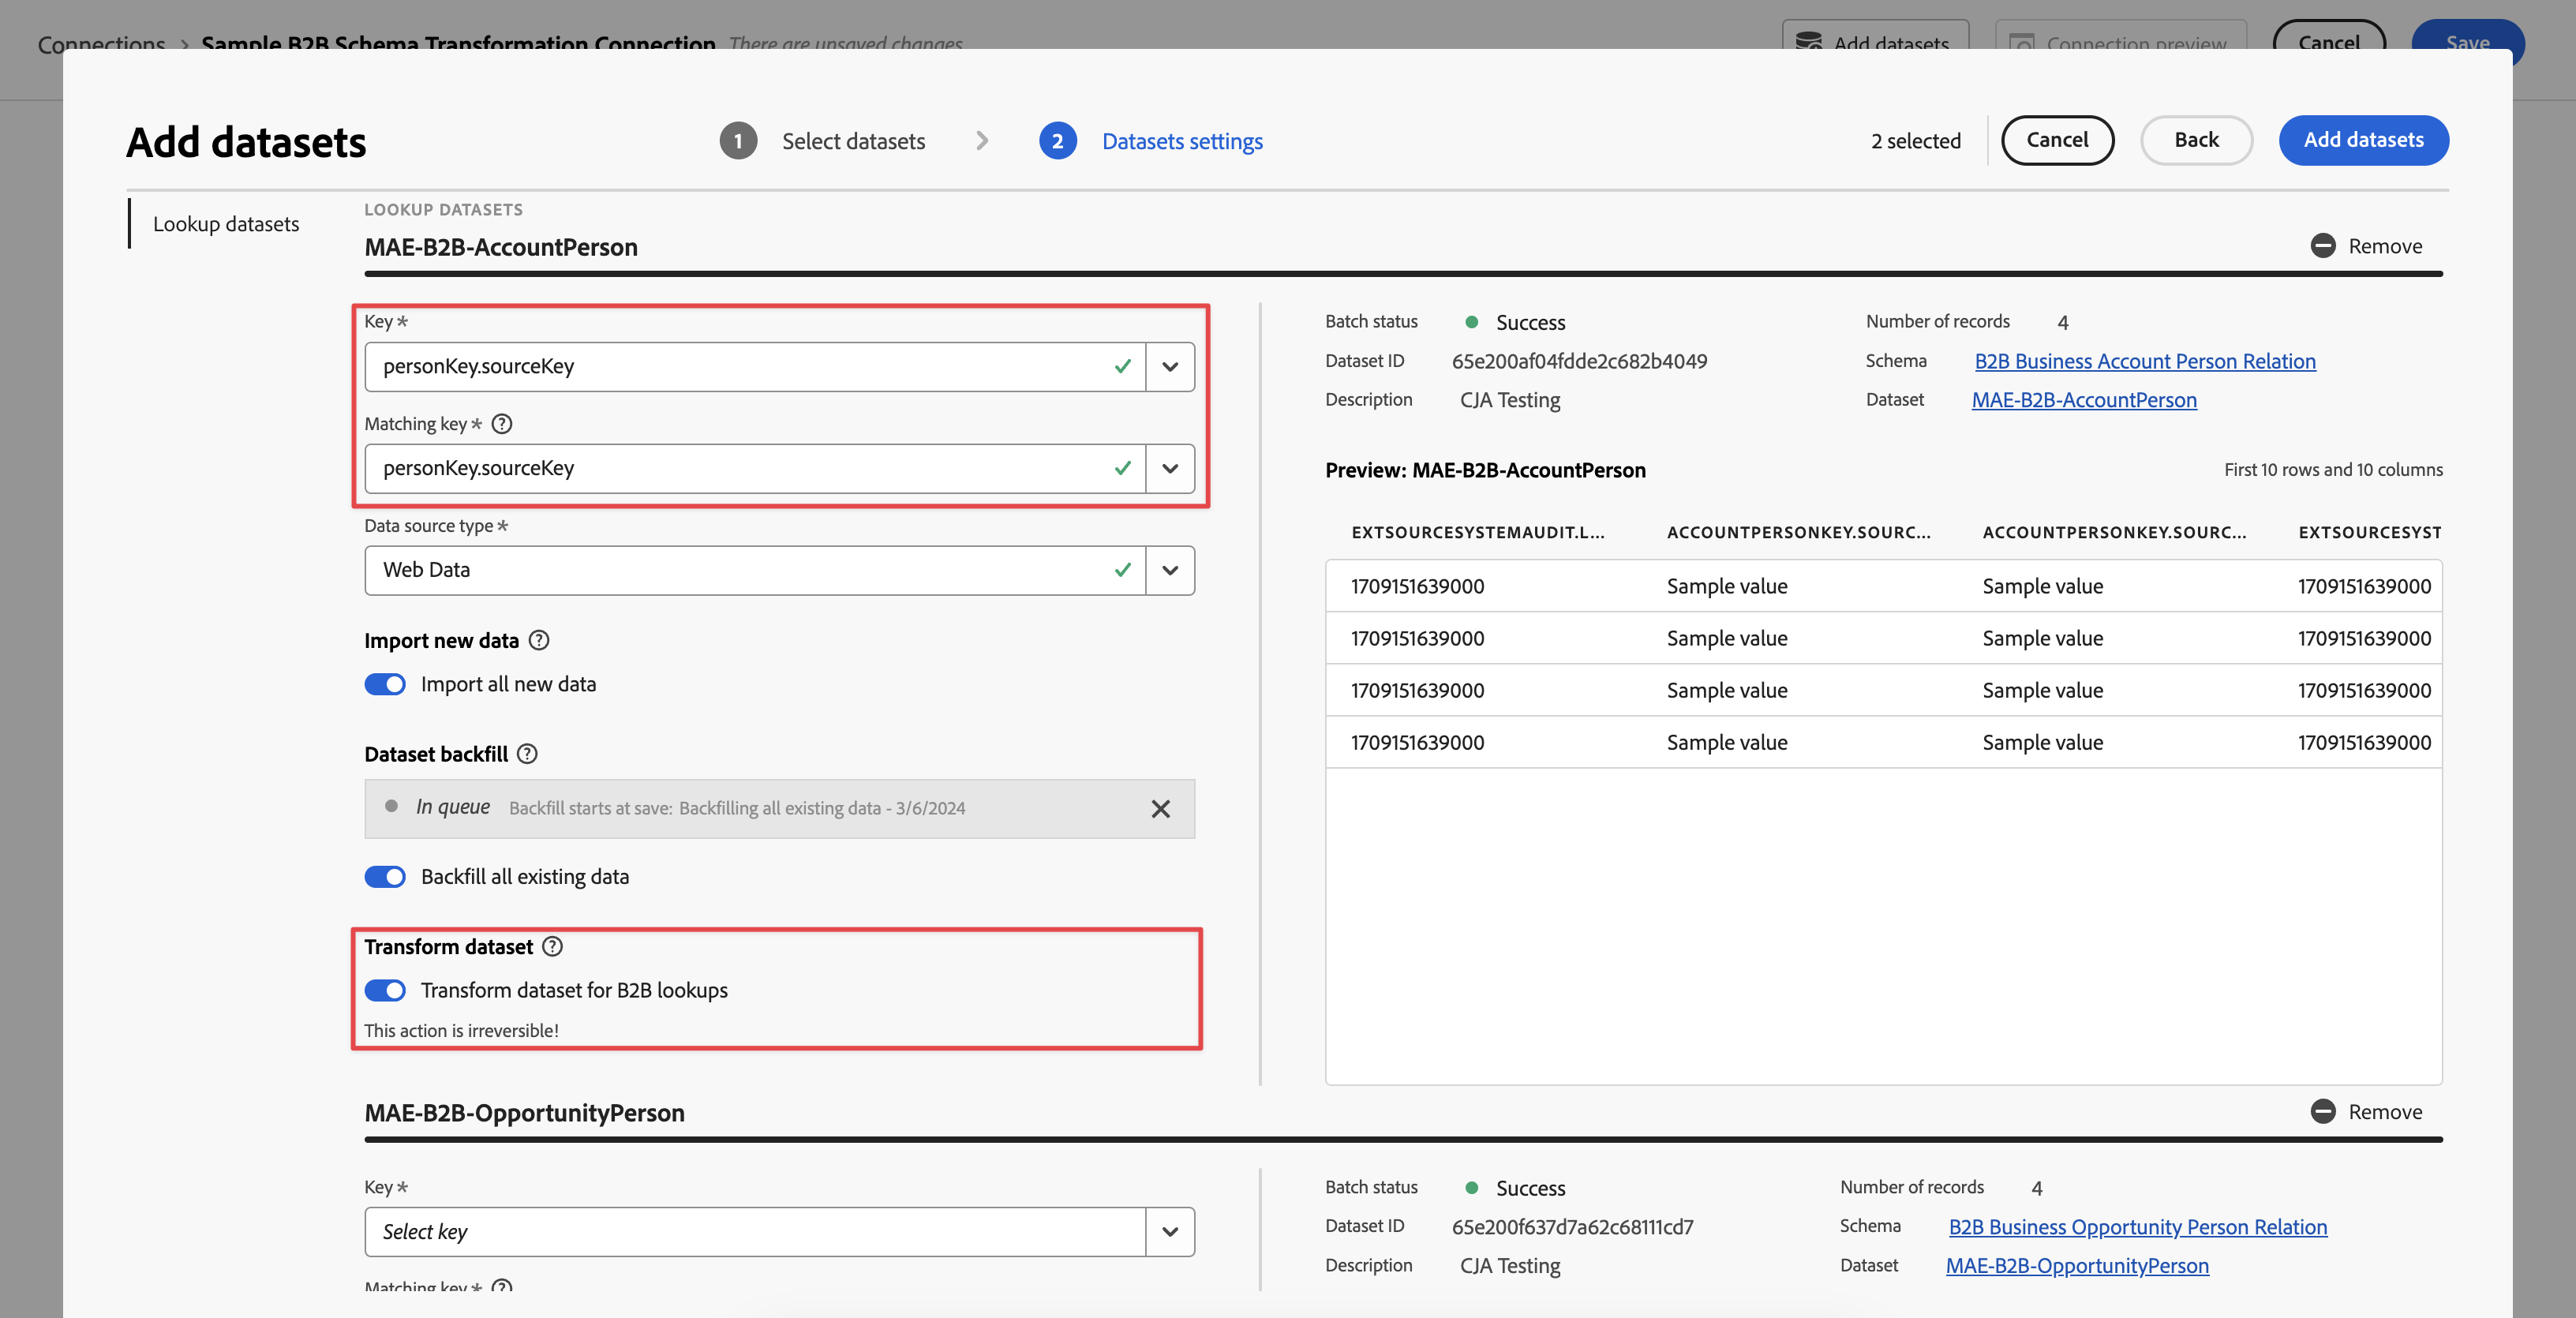 Connections > Sample B2B Schema Transformation Connection There are unsaved changes
Add datasets
Connection preview
Cancel
Save
Add datasets
1 Select datasets > 2 Datasets settings
2 selected
Cancel
Back
Add datasets
Lookup datasets
LOOKUP DATASETS
MAE-B2B-AccountPerson
Remove
Key *
personKey.sourceKey
Matching key * ?
personKey.sourceKey
Data source type *
Web Data
Import new data ?
Import all new data
Dataset backfill ?
In queue Backfill starts at save: Backfilling all existing data - 3/6/2024
Backfill all existing data
Transform dataset ?
Transform dataset for B2B lookups
This action is irreversible!
Batch status Success
Dataset ID 65e200af04fdde2c682b4049
Description CJA Testing
Number of records 4
Schema B2B Business Account Person Relation
Dataset MAE-B2B-AccountPerson
Preview: MAE-B2B-AccountPerson
First 10 rows and 10 columns
EXTSOURCESYSTEMAUDIT.L... ACCOUNTPERSONKEY.SOURC... ACCOUNTPERSONKEY.SOURC... EXTSOURCESYST
1709151639000 Sample value Sample value 1709151639000
1709151639000 Sample value Sample value 1709151639000
1709151639000 Sample value Sample value 1709151639000
1709151639000 Sample value Sample value 1709151639000
MAE-B2B-OpportunityPerson
Remove
Key *
Select key
Matching key * ?
Batch status Success
Dataset ID 65e200f637d7a62c68111cd7
Description CJA Testing
Number of records 4
Schema B2B Business Opportunity Person Relation
Dataset MAE-B2B-OpportunityPerson